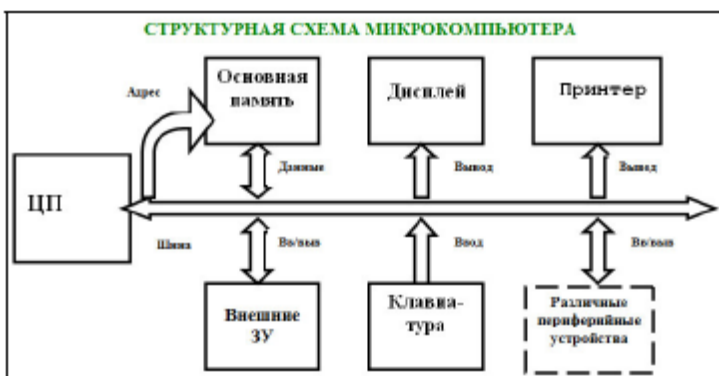 СТРУКТУРНАЯ СХЕМА МИКРОКОМПЬЮТЕРА
Адрес
Основная
память
Дисплей
Принтер
ЦП
Данные
Вывод
Вывод
Шина
Вв/выв
Ввод
Вв/выв
Внешние
ЗУ
Клавиа-
тура
Различные
периферийные
устройства